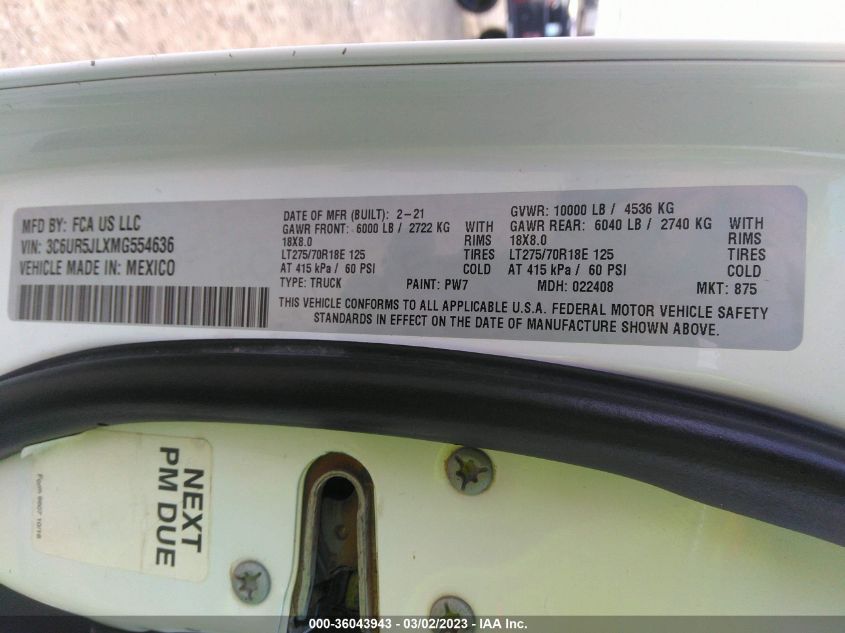 MFD BY: FCA US LLC
VIN: 3C6UR5JLXMG554636
VEHICLE MADE IN: MEXICO
DATE OF MFR (BUILT): 2-21
GAWR FRONT: 6000 LB / 2722 KG WITH
18X8.0 RIMS
LT275/70R18E 125 TIRES
AT 415 kPa / 60 PSI COLD
TYPE: TRUCK PAINT: PW7
GVWR: 10000 LB / 4536 KG
GAWR REAR: 6040 LB / 2740 KG WITH
18X8.0 RIMS
LT275/70R18E 125 TIRES
AT 415 kPa / 60 PSI COLD
MDH: 022408 MKT: 875
THIS VEHICLE CONFORMS TO ALL APPLICABLE U.S.A. FEDERAL MOTOR VEHICLE SAFETY
STANDARDS IN EFFECT ON THE DATE OF MANUFACTURE SHOWN ABOVE.
NEXT
PM DUE
000-36043943 - 03/02/2023 - IAA Inc.